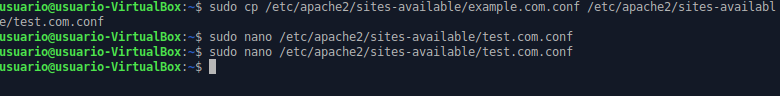 usuario@usuario-VirtualBox:~$ sudo cp /etc/apache2/sites-available/example.com.conf /etc/apache2/sites-availabl
e/test.com.conf
usuario@usuario-VirtualBox:~$ sudo nano /etc/apache2/sites-available/test.com.conf
usuario@usuario-VirtualBox:~$ sudo nano /etc/apache2/sites-available/test.com.conf
usuario@usuario-VirtualBox:~$